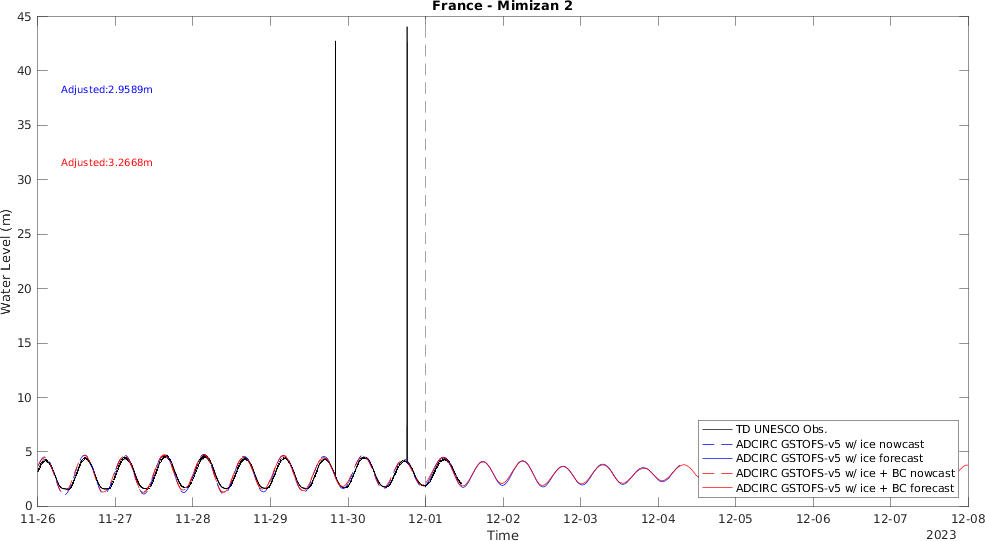 France - Mimizan 2
45
40
35
30
25
20
15
10
5
0
Water Level (m)
Adjusted:2.9589m
Adjusted:3.2668m
TD UNESCO Obs.
ADCIRC GSTOFS-v5 w/ ice nowcast
ADCIRC GSTOFS-v5 w/ ice forecast
ADCIRC GSTOFS-v5 w/ ice + BC nowcast
ADCIRC GSTOFS-v5 w/ ice + BC forecast
11-26 11-27 11-28 11-29 11-30 12-01 12-02 12-03 12-04 12-05 12-06 12-07 12-08
Time
2023